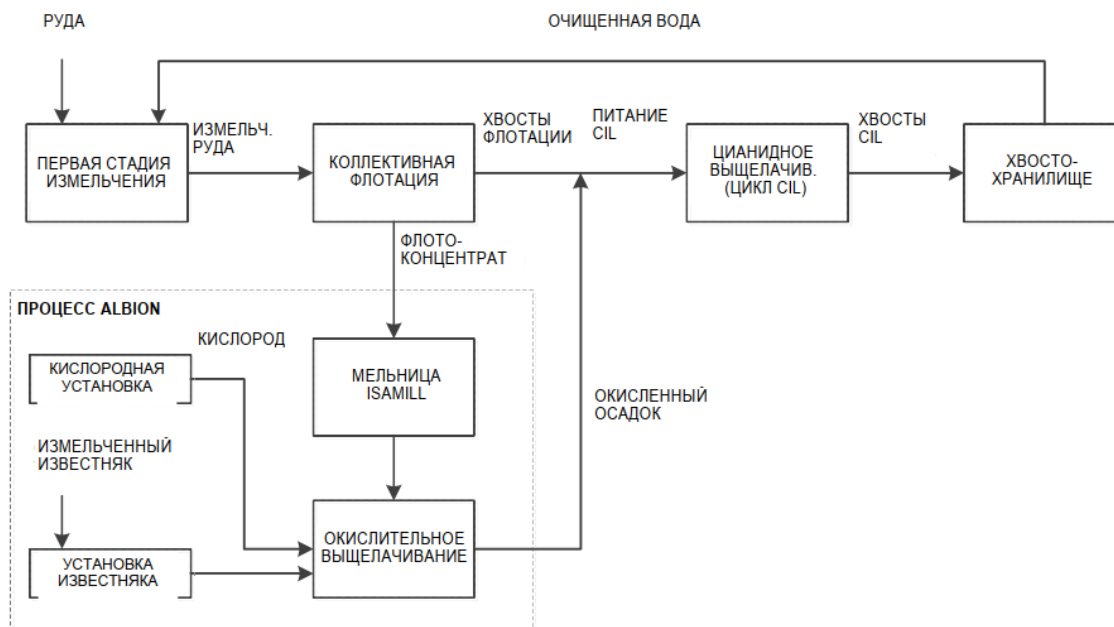 РУДА
ОЧИЩЕННАЯ ВОДА
ИЗМЕЛЬЧ.
РУДА
ХВОСТЫ
ФЛОТАЦИИ
ПИТАНИЕ
CIL
ХВОСТЫ
CIL
ПЕРВАЯ СТАДИЯ
ИЗМЕЛЬЧЕНИЯ
КОЛЛЕКТИВНАЯ
ФЛОТАЦИЯ
ЦИАНИДНОЕ
ВЫЩЕЛАЧИВ.
(ЦИКЛ CIL)
ХВОСТО-
ХРАНИЛИЩЕ
ФЛОТО-
КОНЦЕНТРАТ
ПРОЦЕСС ALBION
КИСЛОРОД
КИСЛОРОДНАЯ
УСТАНОВКА
МЕЛЬНИЦА
ISAMILL
ОКИСЛЕННЫЙ
ОСАДОК
ИЗМЕЛЬЧЕННЫЙ
ИЗВЕСТНЯК
ОКИСЛИТЕЛЬНОЕ
ВЫЩЕЛАЧИВАНИЕ
УСТАНОВКА
ИЗВЕСТНЯКА